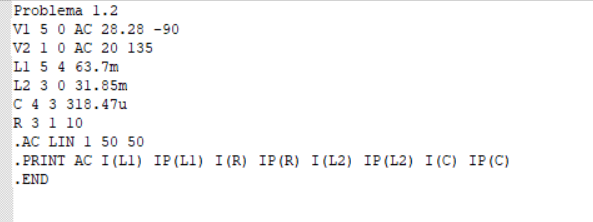 Problema 1.2
V1 5 0 AC 28.28 -90
V2 1 0 AC 20 135
L1 5 4 63.7m
L2 3 0 31.85m
C 4 3 318.47u
R 3 1 10
.AC LIN 1 50 50
.PRINT AC I(L1) IP(L1) I(R) IP(R) I(L2) IP(L2) I(C) IP(C)
.END